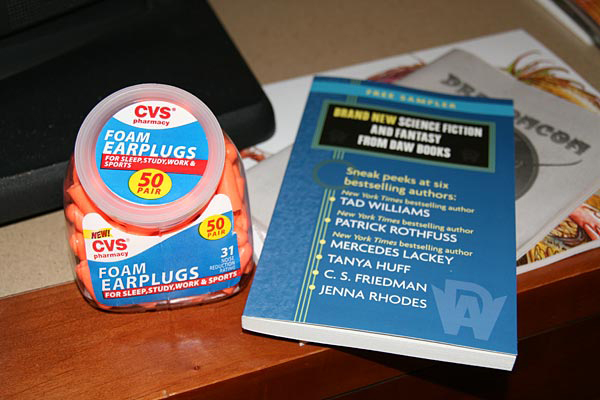 CVS®
pharmacy
FOAM
EARPLUGS
FOR SLEEP, STUDY, WORK &
SPORTS
50
PAIR
NEW!
CVS
pharmacy
50
PAIR
FOAM
EARPLUGS
31
NOISE
REDUCTION
RATING
FOR SLEEP, STUDY, WORK & SPORTS
FREE SAMPLER
BRAND NEW SCIENCE FICTION
AND FANTASY
FROM DAW BOOKS
Sneak peeks at six
bestselling authors:
New York Times bestselling author
TAD WILLIAMS
New York Times bestselling author
PATRICK ROTHFUSS
New York Times bestselling author
MERCEDES LACKEY
TANYA HUFF
C. S. FRIEDMAN
JENNA RHODES